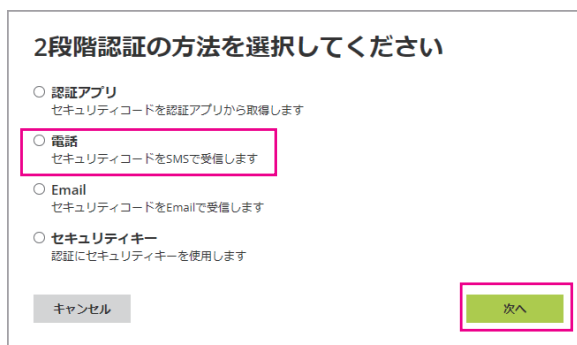 2段階認証の方法を選択してください
認証アプリ
セキュリティコードを認証アプリから取得します
電話
セキュリティコードをSMSで受信します
Email
セキュリティコードをEmailで受信します
セキュリティキー
認証にセキュリティキーを使用します
キャンセル
次へ